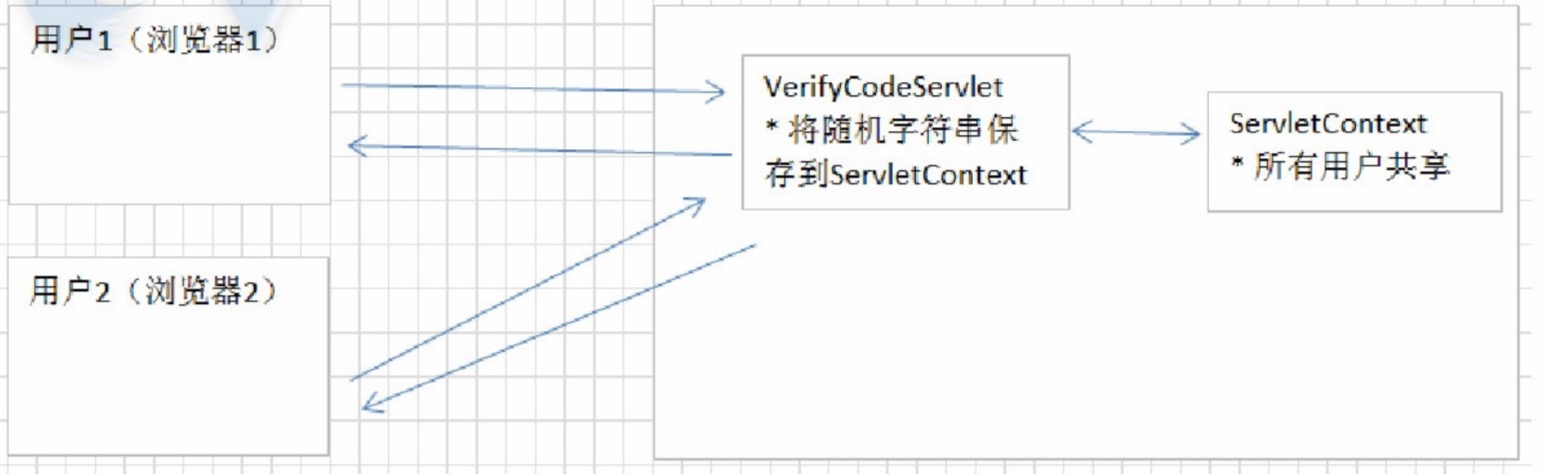 用户1（浏览器1）
VerifyCodeServlet
* 将随机字符串保
存到ServletContext
ServletContext
* 所有用户共享
用户2（浏览器2）